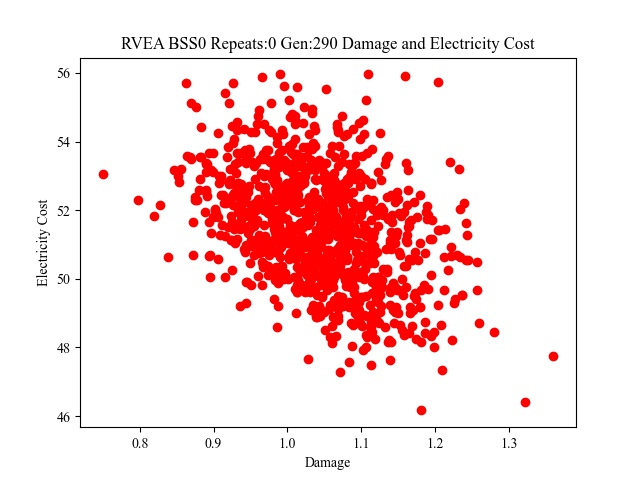 RVEA BSS0 Repeats:0 Gen:290 Damage and Electricity Cost
56
54
52
50
48
46
Electricity Cost
0.8 0.9 1.0 1.1 1.2 1.3
Damage